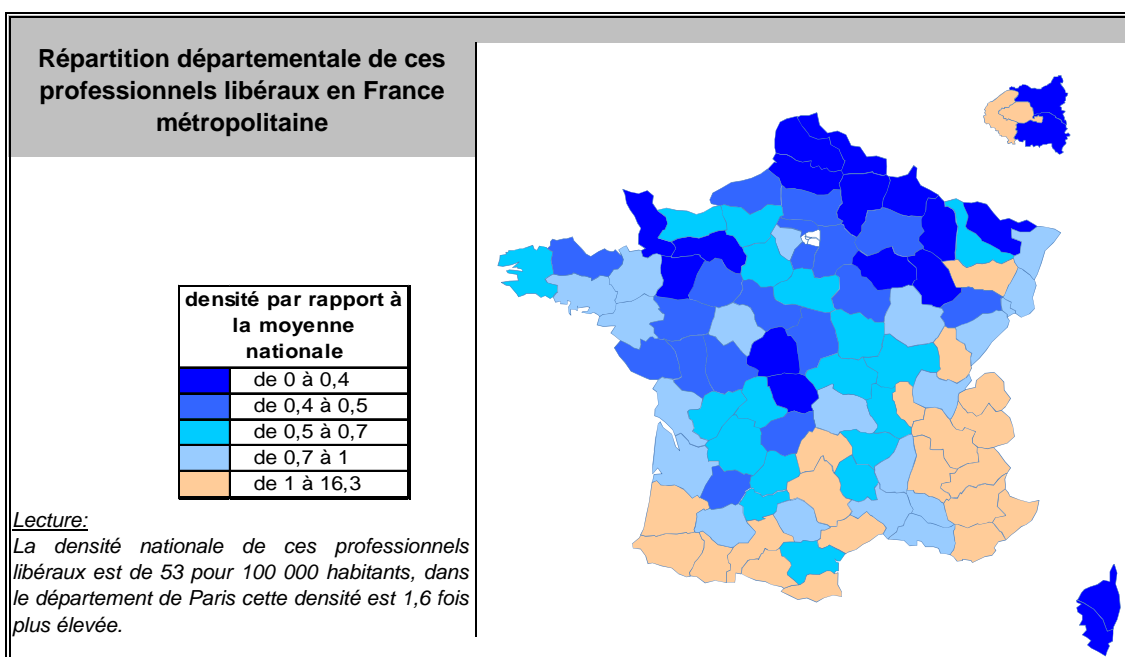 Répartition départementale de ces
professionnels libéraux en France
métropolitaine
densité par rapport à
la moyenne
nationale
de 0 à 0,4
de 0,4 à 0,5
de 0,5 à 0,7
de 0,7 à 1
de 1 à 16,3
Lecture:
La densité nationale de ces professionnels
libéraux est de 53 pour 100 000 habitants, dans
le département de Paris cette densité est 1,6 fois
plus élevée.